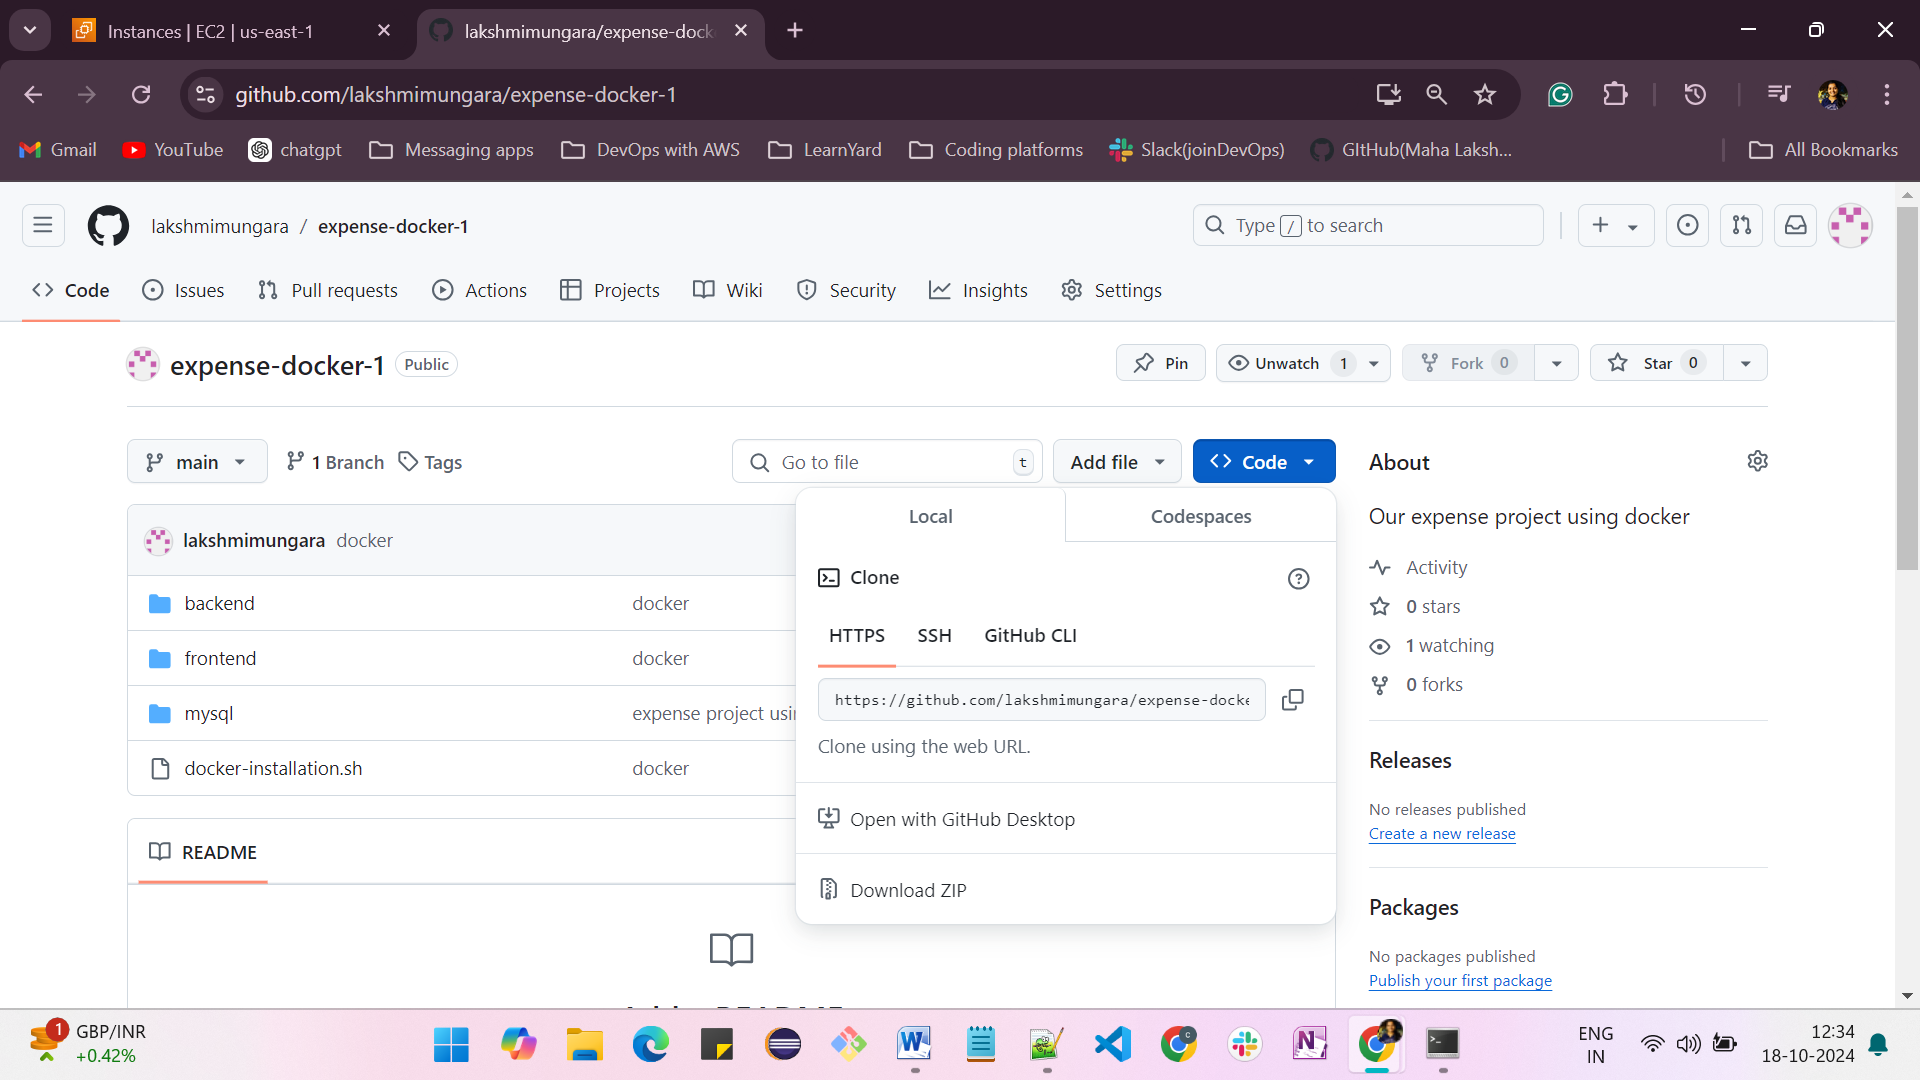 Instances | EC2 | us-east-1
lakshmimungara/expense-dock
github.com/lakshmimungara/expense-docker-1
Gmail
YouTube
chatgpt
Messaging apps
DevOps with AWS
LearnYard
Coding platforms
Slack(joinDevOps)
GItHub(Maha Laksh...
All Bookmarks
lakshmimungara / expense-docker-1
Type / to search
Code
Issues
Pull requests
Actions
Projects
Wiki
Security
Insights
Settings
expense-docker-1 Public
Pin
Unwatch 1
Fork 0
Star 0
main
1 Branch
Tags
Go to file t
Add file
Code
About
Local
Codespaces
Our expense project using docker
lakshmimungara docker
Clone
Activity
backend docker
0 stars
HTTPS
SSH
GitHub CLI
1 watching
frontend docker
0 forks
https://github.com/lakshmimungara/expense-docke
mysql expense project usi
Clone using the web URL.
docker-installation.sh docker
Releases
Open with GitHub Desktop
No releases published
Create a new release
README
Download ZIP
Packages
No packages published
Publish your first package
1
GBP/INR
+0.42%
ENG
IN
12:34
18-10-2024